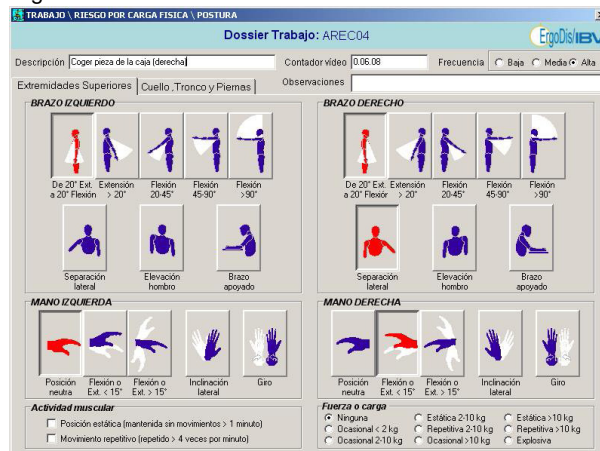 TRABAJO \ RIESGO POR CARGA FISICA \ POSTURA
Dossier Trabajo: AREC04
ErgoDis/IBV
Descripción Coger pieza de la caja (derecha) Contador vídeo 0.06.08 Frecuencia Baja Media Alta
Extremidades Superiores Cuello ,Tronco y Piernas Observaciones
BRAZO IZQUIERDO
De 20° Ext. a 20° Flexión
Extensión > 20°
Flexión 20-45°
Flexión 45-90°
Flexión >90°
Separación lateral
Elevación hombro
Brazo apoyado
BRAZO DERECHO
De 20° Ext. a 20° Flexión
Extensión > 20°
Flexión 20-45°
Flexión 45-90°
Flexión >90°
Separación lateral
Elevación hombro
Brazo apoyado
MANO IZQUIERDA
Posición neutra
Flexión o Ext. < 15°
Flexión o Ext. > 15°
Inclinación lateral
Giro
MANO DERECHA
Posición neutra
Flexión o Ext. < 15°
Flexión o Ext. > 15°
Inclinación lateral
Giro
Actividad muscular
Posición estática (mantenida sin movimientos > 1 minuto)
Movimiento repetitivo (repetido > 4 veces por minuto)
Fuerza o carga
Ninguna Estática 2-10 kg Estática >10 kg
Ocasional < 2 kg Repetitiva 2-10 kg Repetitiva >10 kg
Ocasional 2-10 kg Ocasional >10 kg Explosiva